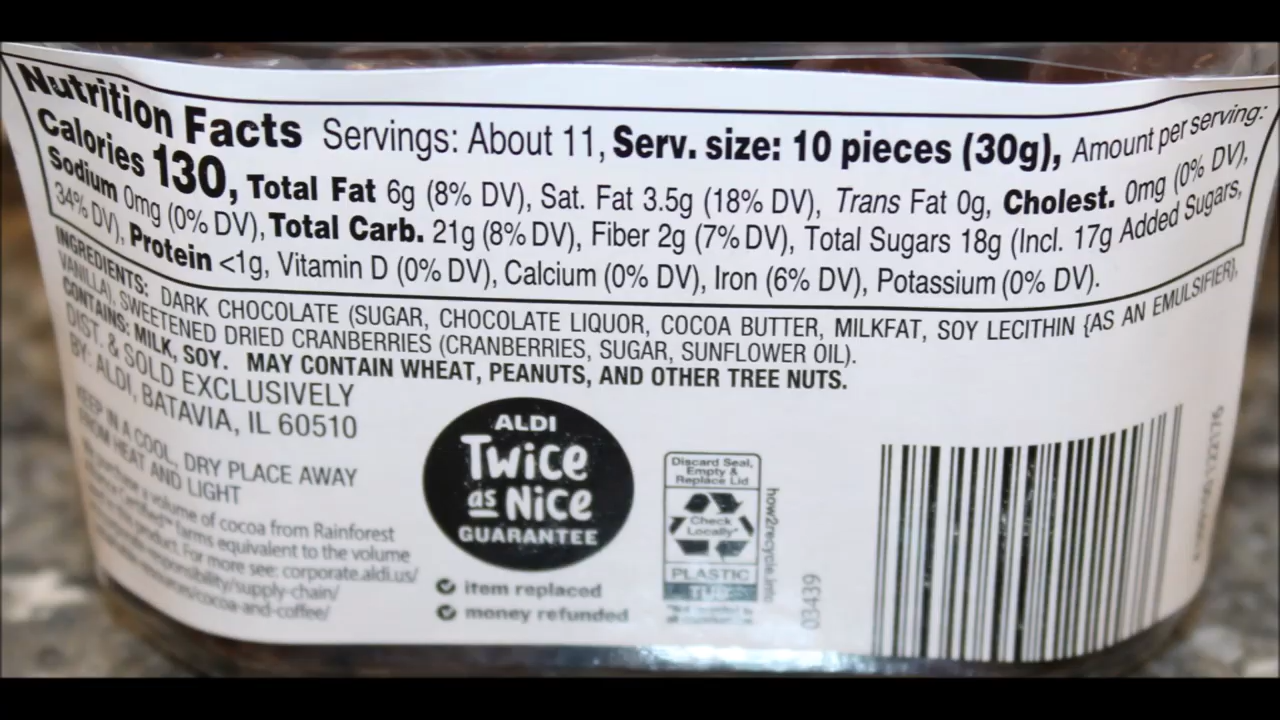 Nutrition Facts Servings: About 11, Serv. size: 10 pieces (30g), Amount per serving:
Calories 130, Total Fat 6g (8% DV), Sat. Fat 3.5g (18% DV), Trans Fat 0g, Cholest. 0mg (0% DV),
Sodium 0mg (0% DV), Total Carb. 21g (8% DV), Fiber 2g (7% DV), Total Sugars 18g (Incl. 17g Added Sugars,
34% DV), Protein <1g, Vitamin D (0% DV), Calcium (0% DV), Iron (6% DV), Potassium (0% DV).
INGREDIENTS: DARK CHOCOLATE (SUGAR, CHOCOLATE LIQUOR, COCOA BUTTER, MILKFAT, SOY LECITHIN {AS AN EMULSIFIER},
VANILLA), SWEETENED DRIED CRANBERRIES (CRANBERRIES, SUGAR, SUNFLOWER OIL).
CONTAINS: MILK, SOY. MAY CONTAIN WHEAT, PEANUTS, AND OTHER TREE NUTS.
DIST. & SOLD EXCLUSIVELY
BY: ALDI, BATAVIA, IL 60510
KEEP IN A COOL, DRY PLACE AWAY
FROM HEAT AND LIGHT
We purchase a volume of cocoa from Rainforest
Alliance Certified™ farms equivalent to the volume
used in this product. For more see: corporate.aldi.us/
responsibility/supply-chain/
cocoa-and-coffee/
ALDI
Twice
as Nice
GUARANTEE
item replaced
money refunded
Discard Seal,
Empty &
Replace Lid
Check
Locally*
PLASTIC
how2recycle.info
03439